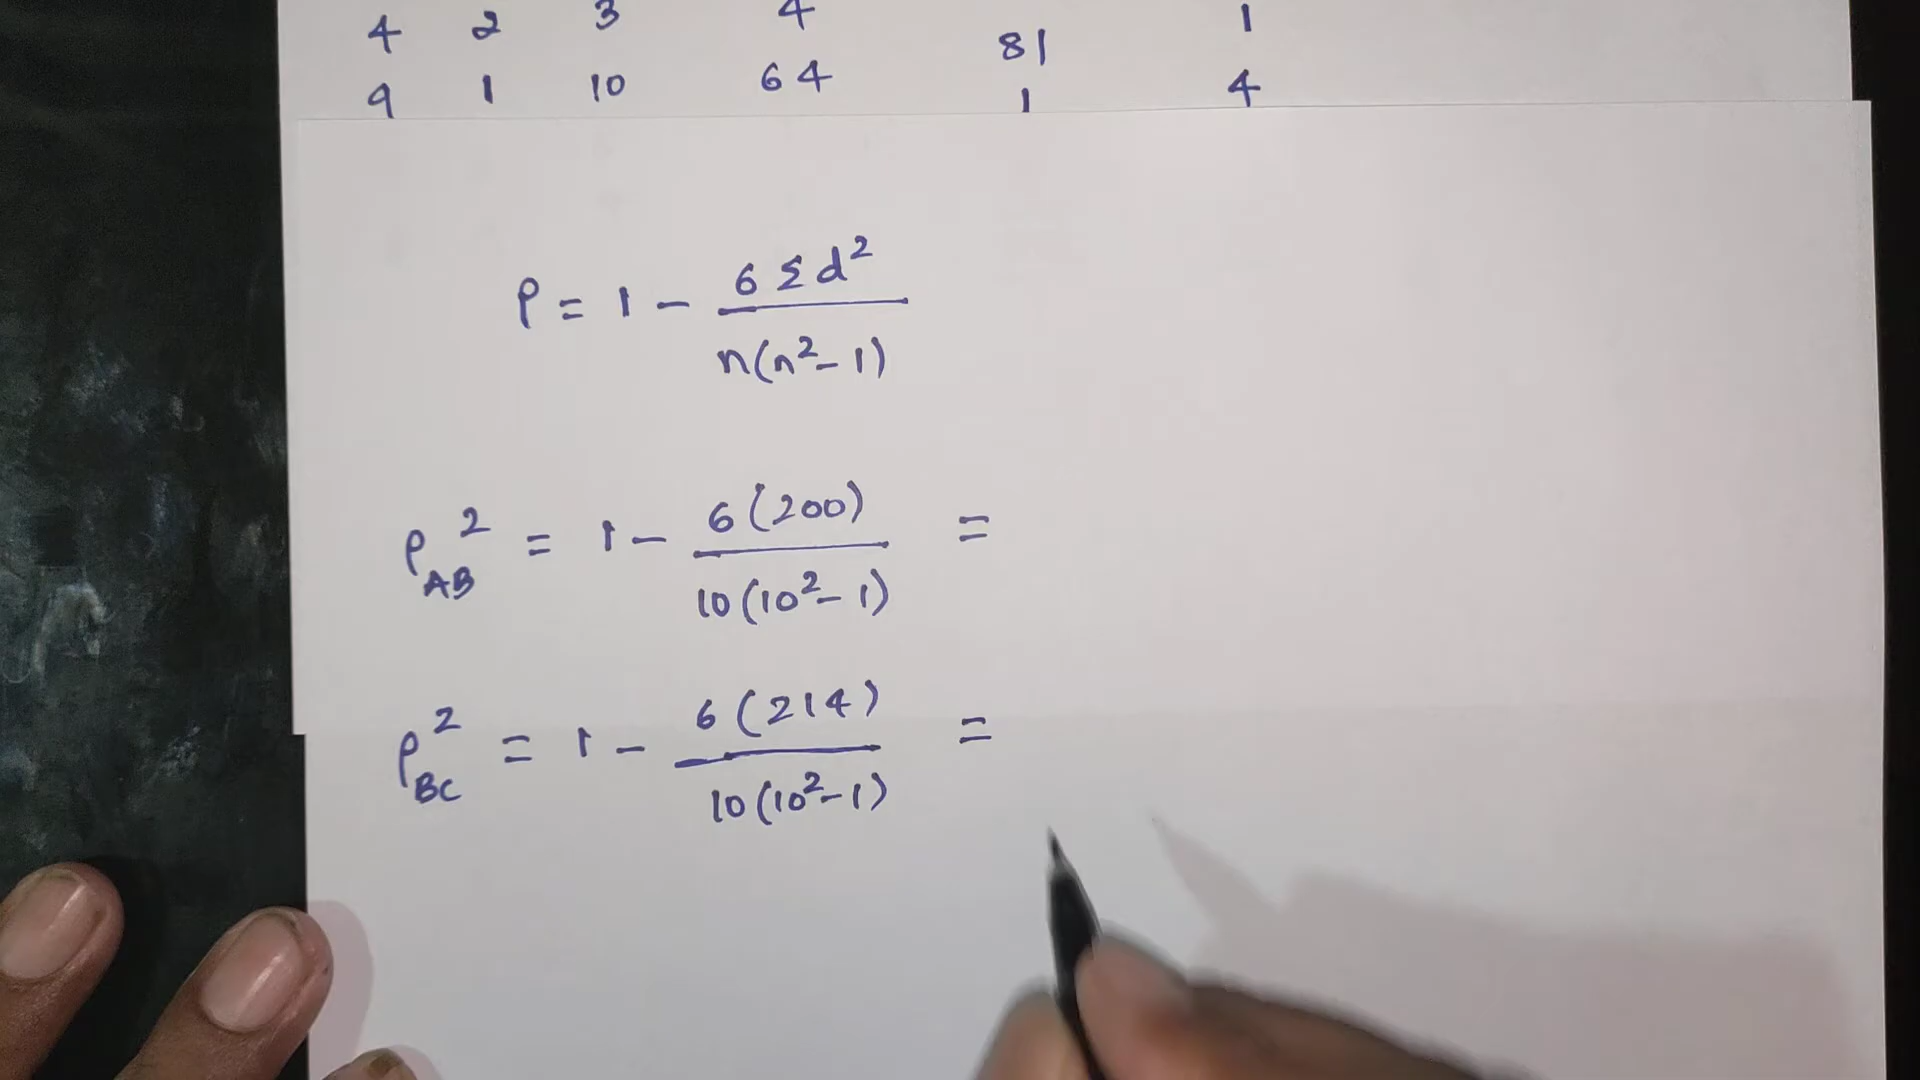 4 2 3 4 81 1
9 1 10 64 1 4
ρ = 1 - 6 Σd² / n(n²-1)
ρ²AB = 1 - 6(200) / 10(10²-1) =
ρ²BC = 1 - 6(214) / 10(10²-1) =